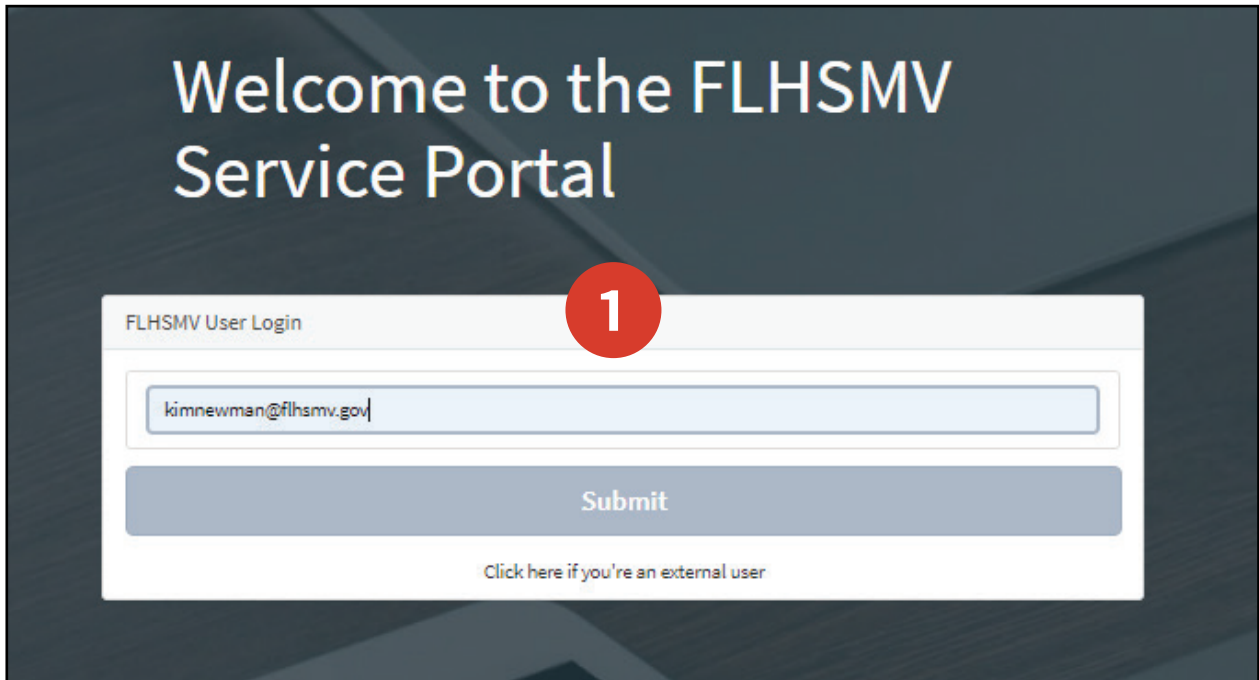 Welcome to the FLHSMV
Service Portal
1
FLHSMV User Login
kimnewman@flhsmv.gov
Submit
Click here if you're an external user